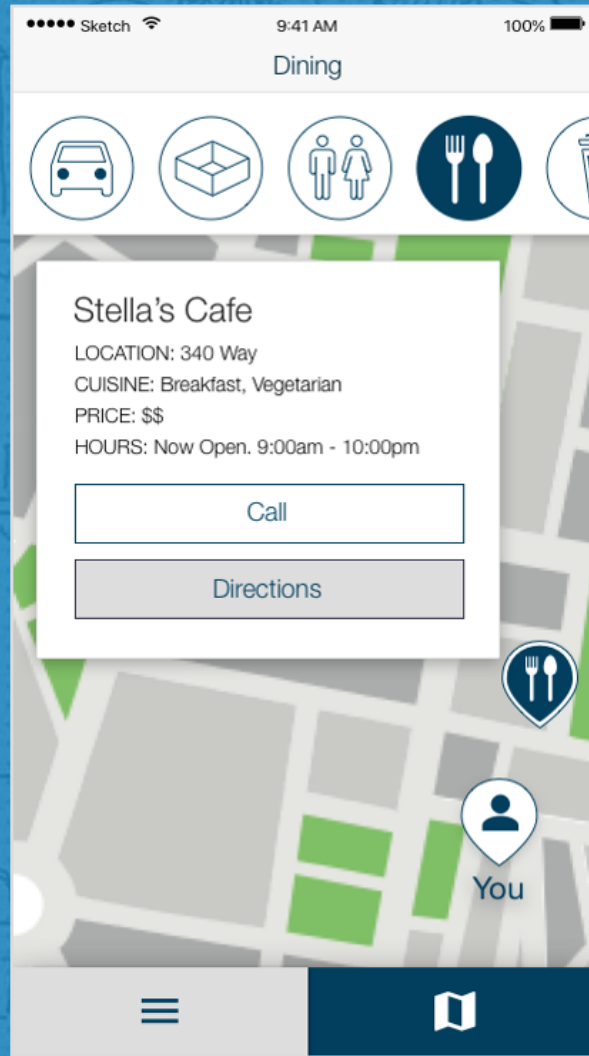 Sketch 9:41 AM 100%
Dining
Stella's Cafe
LOCATION: 340 Way
CUISINE: Breakfast, Vegetarian
PRICE: $$
HOURS: Now Open. 9:00am - 10:00pm
Call
Directions
You